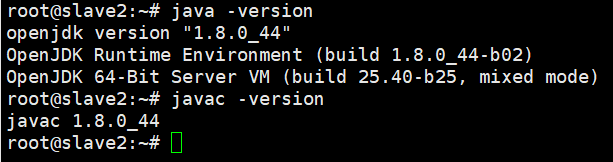 root@slave2:~# java -version
openjdk version "1.8.0_44"
OpenJDK Runtime Environment (build 1.8.0_44-b02)
OpenJDK 64-Bit Server VM (build 25.40-b25, mixed mode)
root@slave2:~# javac -version
javac 1.8.0_44
root@slave2:~#